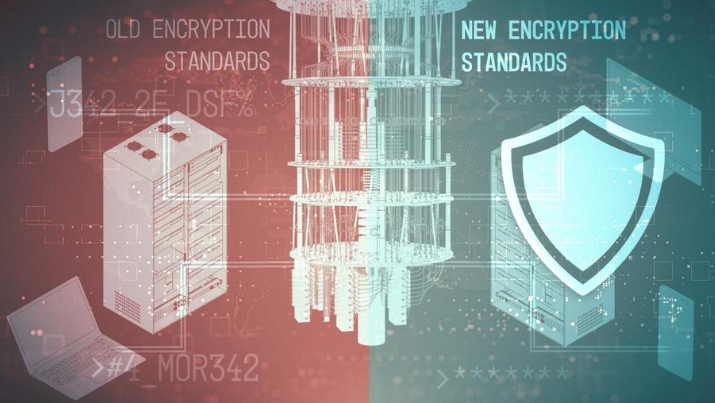 OLD ENCRYPTION
STANDARDS
NEW ENCRYPTION
STANDARDS
>J342 2E DSF%
>**********
>#4 MOR342
>*******